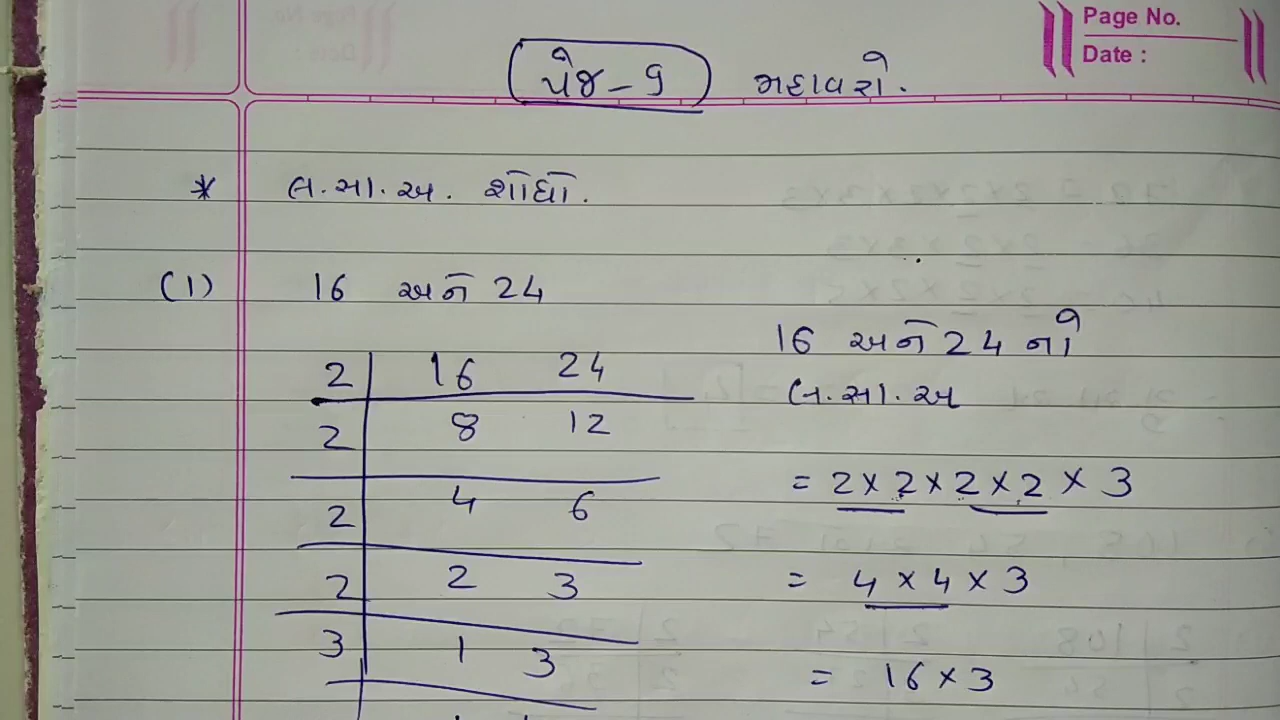 Page No.
Date :
પેજ - 9 મહાવરો.
* લ.સા.અ. શોધો.
(1) 16 અને 24
16 અને 24 નો
લ.સા.અ
2 | 16 24
2 | 8 12
2 | 4 6
2 | 2 3
3 | 1 3
= 2 × 2 × 2 × 2 × 3
= 4 × 4 × 3
= 16 × 3